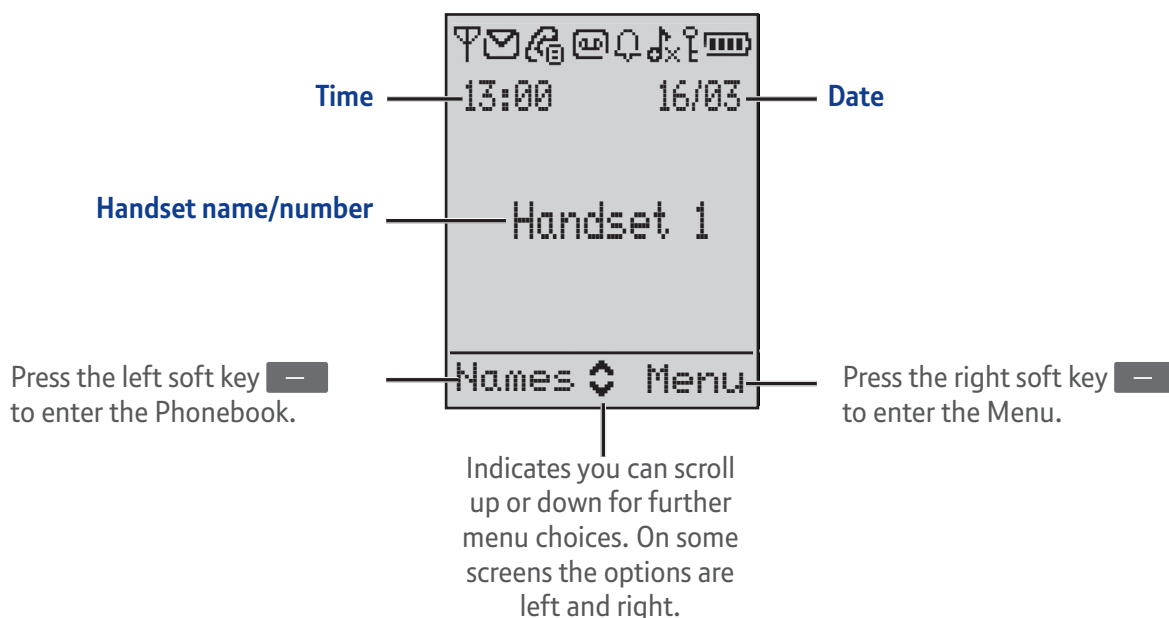 Time
13:00
16/03
Date
Handset name/number
Handset 1
Press the left soft key
to enter the Phonebook.
Names
Menu
Press the right soft key
to enter the Menu.
Indicates you can scroll
up or down for further
menu choices. On some
screens the options are
left and right.